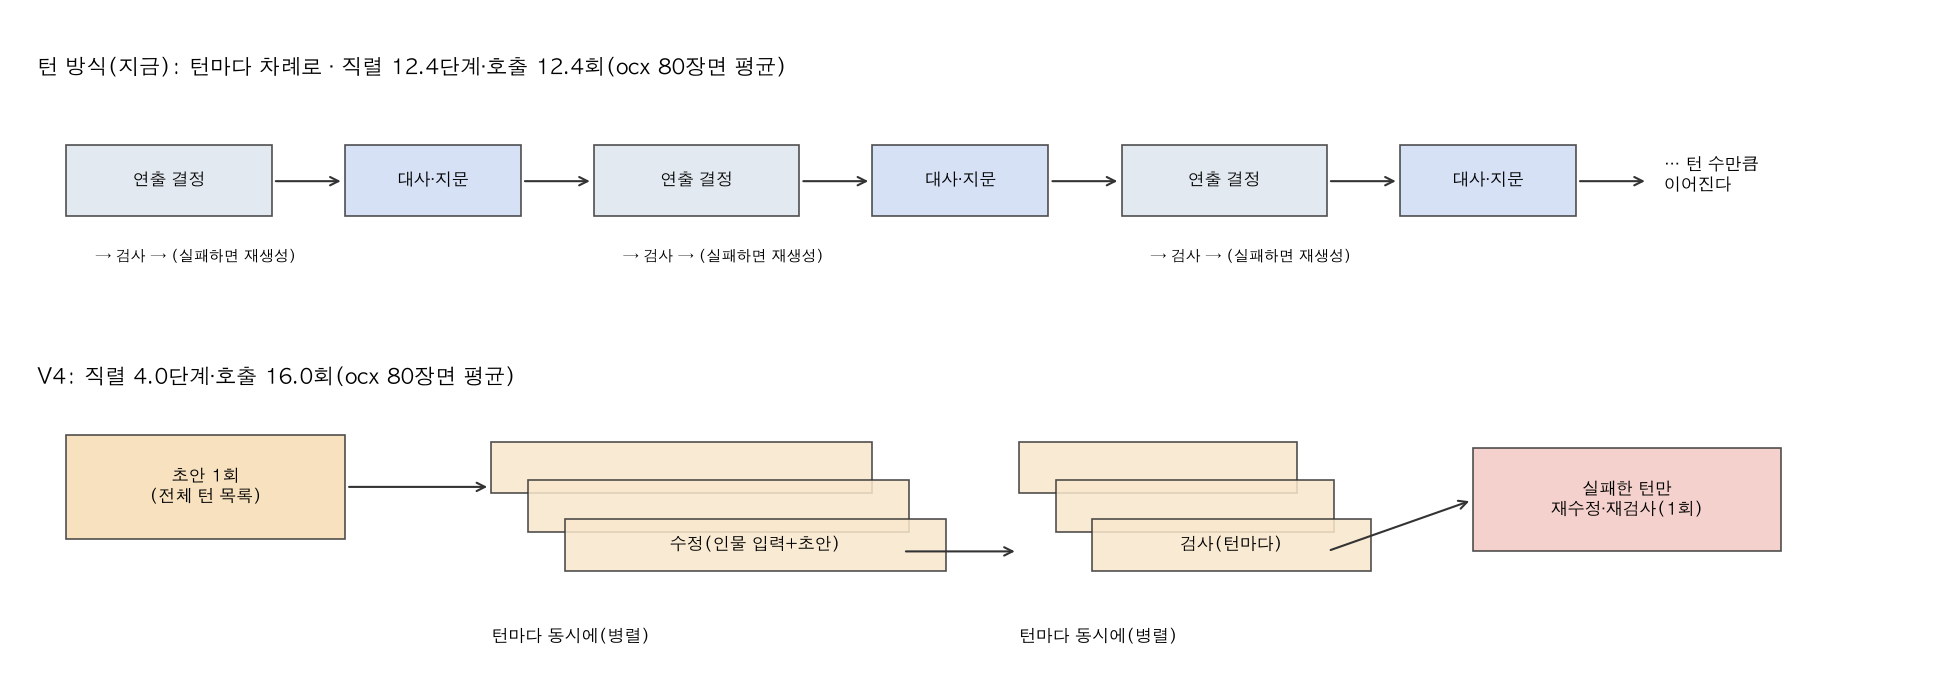 턴 방식(지금): 턴마다 차례로 · 직렬 12.4단계·호출 12.4회(ocx 80장면 평균)
연출 결정
대사·지문
연출 결정
대사·지문
연출 결정
대사·지문
… 턴 수만큼
이어진다
→ 검사 → (실패하면 재생성)
→ 검사 → (실패하면 재생성)
→ 검사 → (실패하면 재생성)
V4: 직렬 4.0단계·호출 16.0회(ocx 80장면 평균)
초안 1회
(전체 턴 목록)
수정(인물 입력+초안)
검사(턴마다)
실패한 턴만
재수정·재검사(1회)
턴마다 동시에(병렬)
턴마다 동시에(병렬)